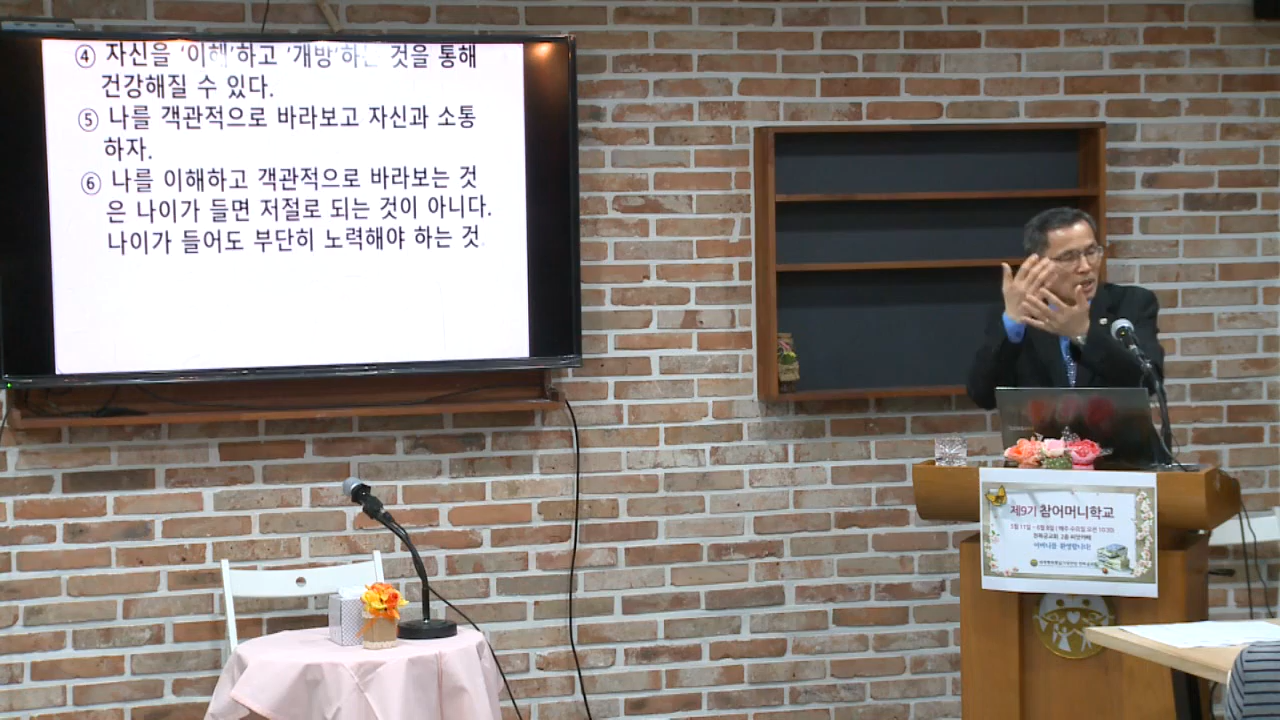 ④ 자신을 '이해'하고 '개방'하는 것을 통해
건강해질 수 있다.
⑤ 나를 객관적으로 바라보고 자신과 소통
하자.
⑥ 나를 이해하고 객관적으로 바라보는 것
은 나이가 들면 저절로 되는 것이 아니다.
나이가 들어도 부단히 노력해야 하는 것.
제9기 참어머니학교